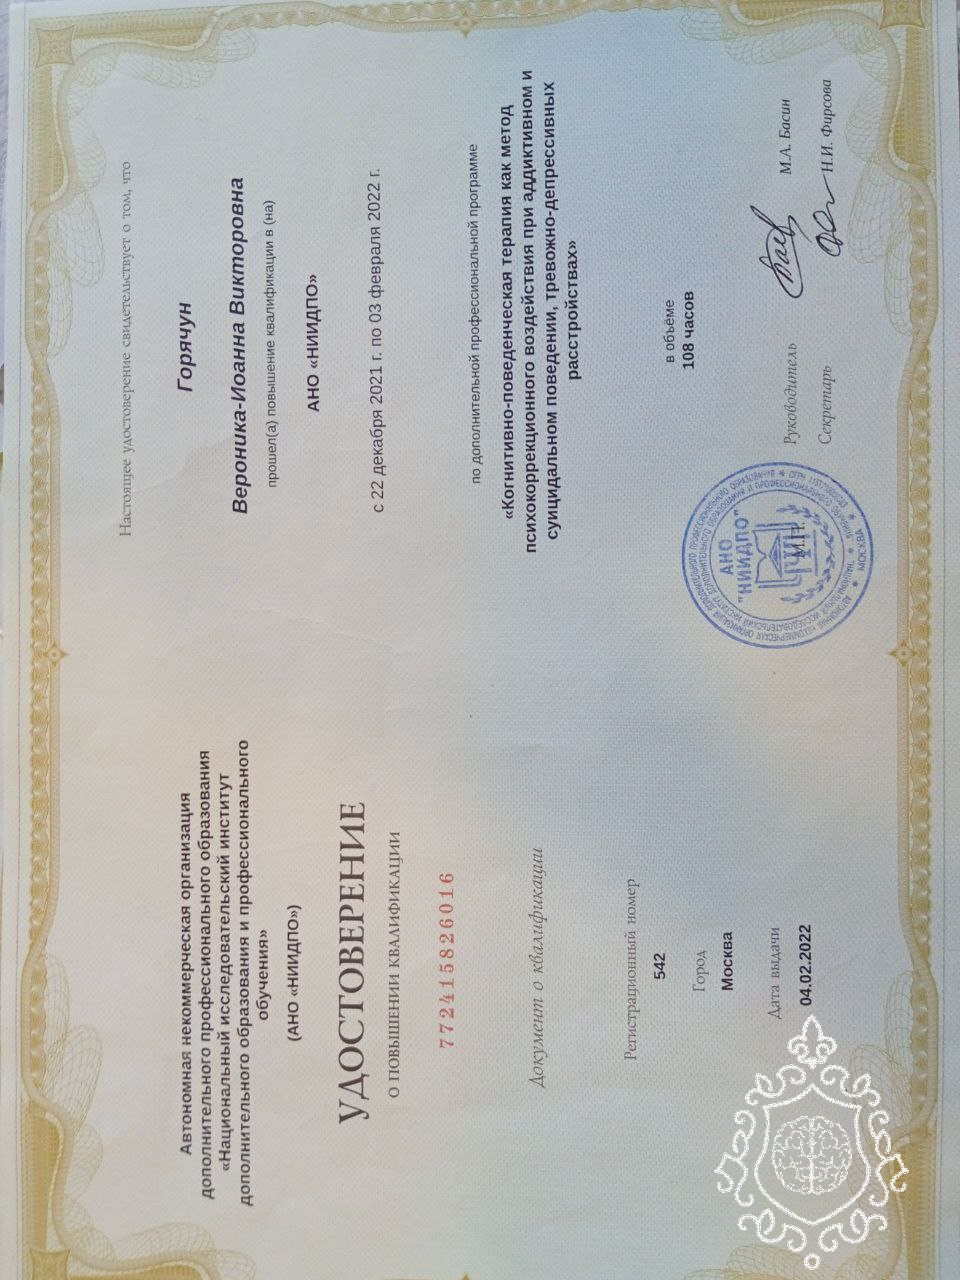 Автономная некоммерческая организация
дополнительного профессионального образования
«Национальный исследовательский институт
дополнительного образования и профессионального
обучения»
(АНО «НИИДПО»)
УДОСТОВЕРЕНИЕ
О ПОВЫШЕНИИ КВАЛИФИКАЦИИ
772415826016
Документ о квалификации
Регистрационный номер
542
Город
Москва
Дата выдачи
04.02.2022
Настоящее удостоверение свидетельствует о том, что
Горячун
Вероника-Иоанна Викторовна
прошел(а) повышение квалификации в (на)
АНО «НИИДПО»
с 22 декабря 2021 г. по 03 февраля 2022 г.
по дополнительной профессиональной программе
«Когнитивно-поведенческая терапия как метод
психокоррекционного воздействия при аддиктивном и
суицидальном поведении, тревожно-депрессивных
расстройствах»
в объёме
108 часов
Руководитель М.А. Басин
Секретарь Н.И. Фирсова
М.П.
АНО
"НИИДПО"
МОСКВА